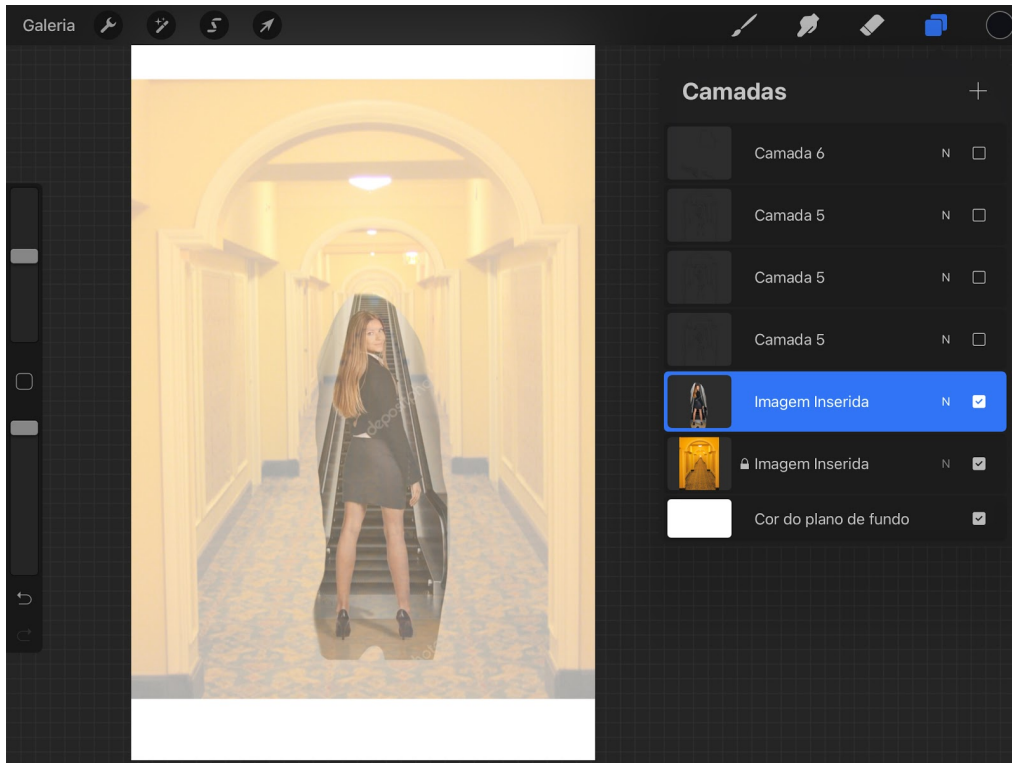 Galeria
Camadas
Camada 6 N
Camada 5 N
Camada 5 N
Camada 5 N
Imagem Inserida N
Imagem Inserida N
Cor do plano de fundo